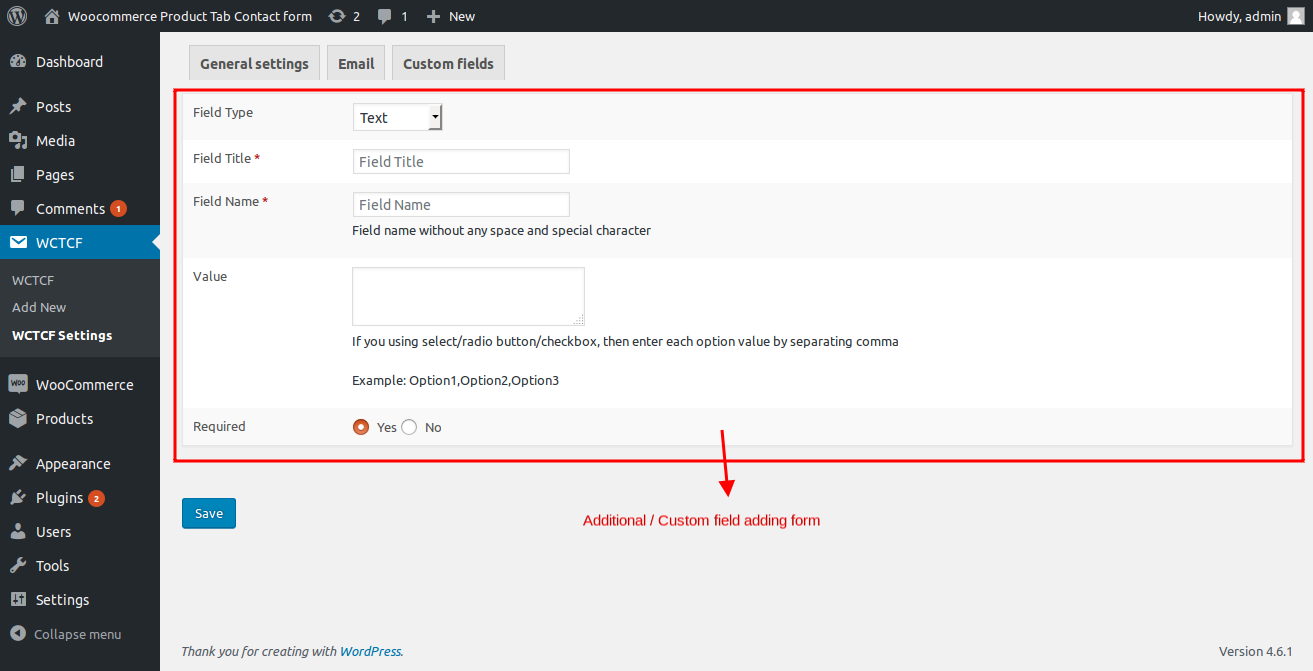 Woocommerce Product Tab Contact form 2 1 New Howdy, admin
Dashboard
Posts
Media
Pages
Comments 1
WCTCF
WCTCF
Add New
WCTCF Settings
WOO WooCommerce
Products
Appearance
Plugins 2
Users
Tools
Settings
Collapse menu
General settings Email Custom fields
Field Type Text
Field Title * Field Title
Field Name * Field Name
Field name without any space and special character
Value
If you using select/radio button/checkbox, then enter each option value by separating comma
Example: Option1,Option2,Option3
Required Yes No
Save
Additional / Custom field adding form
Thank you for creating with WordPress. Version 4.6.1